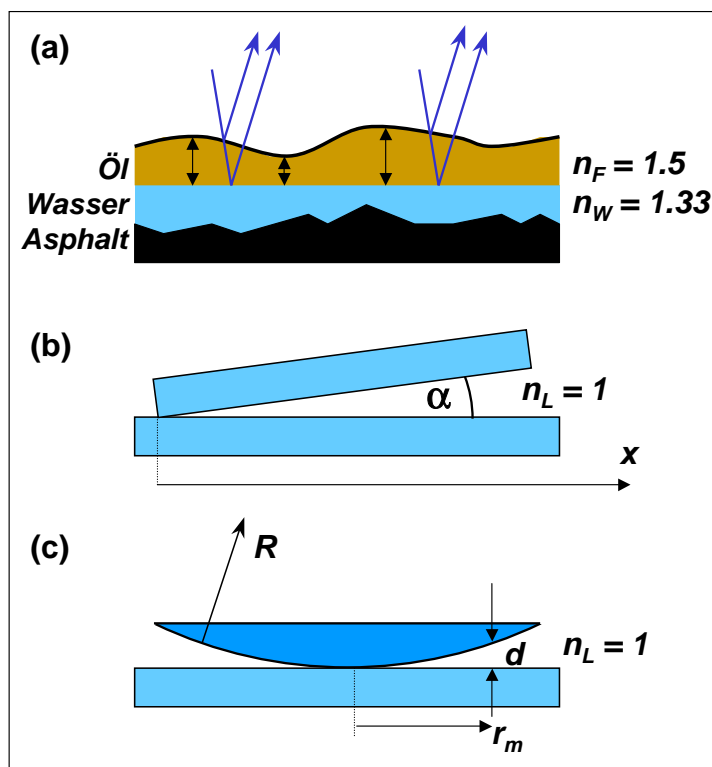 (a)
Öl
n_F = 1.5
Wasser
n_W = 1.33
Asphalt
(b)
α
n_L = 1
x
(c)
R
d
n_L = 1
r_m